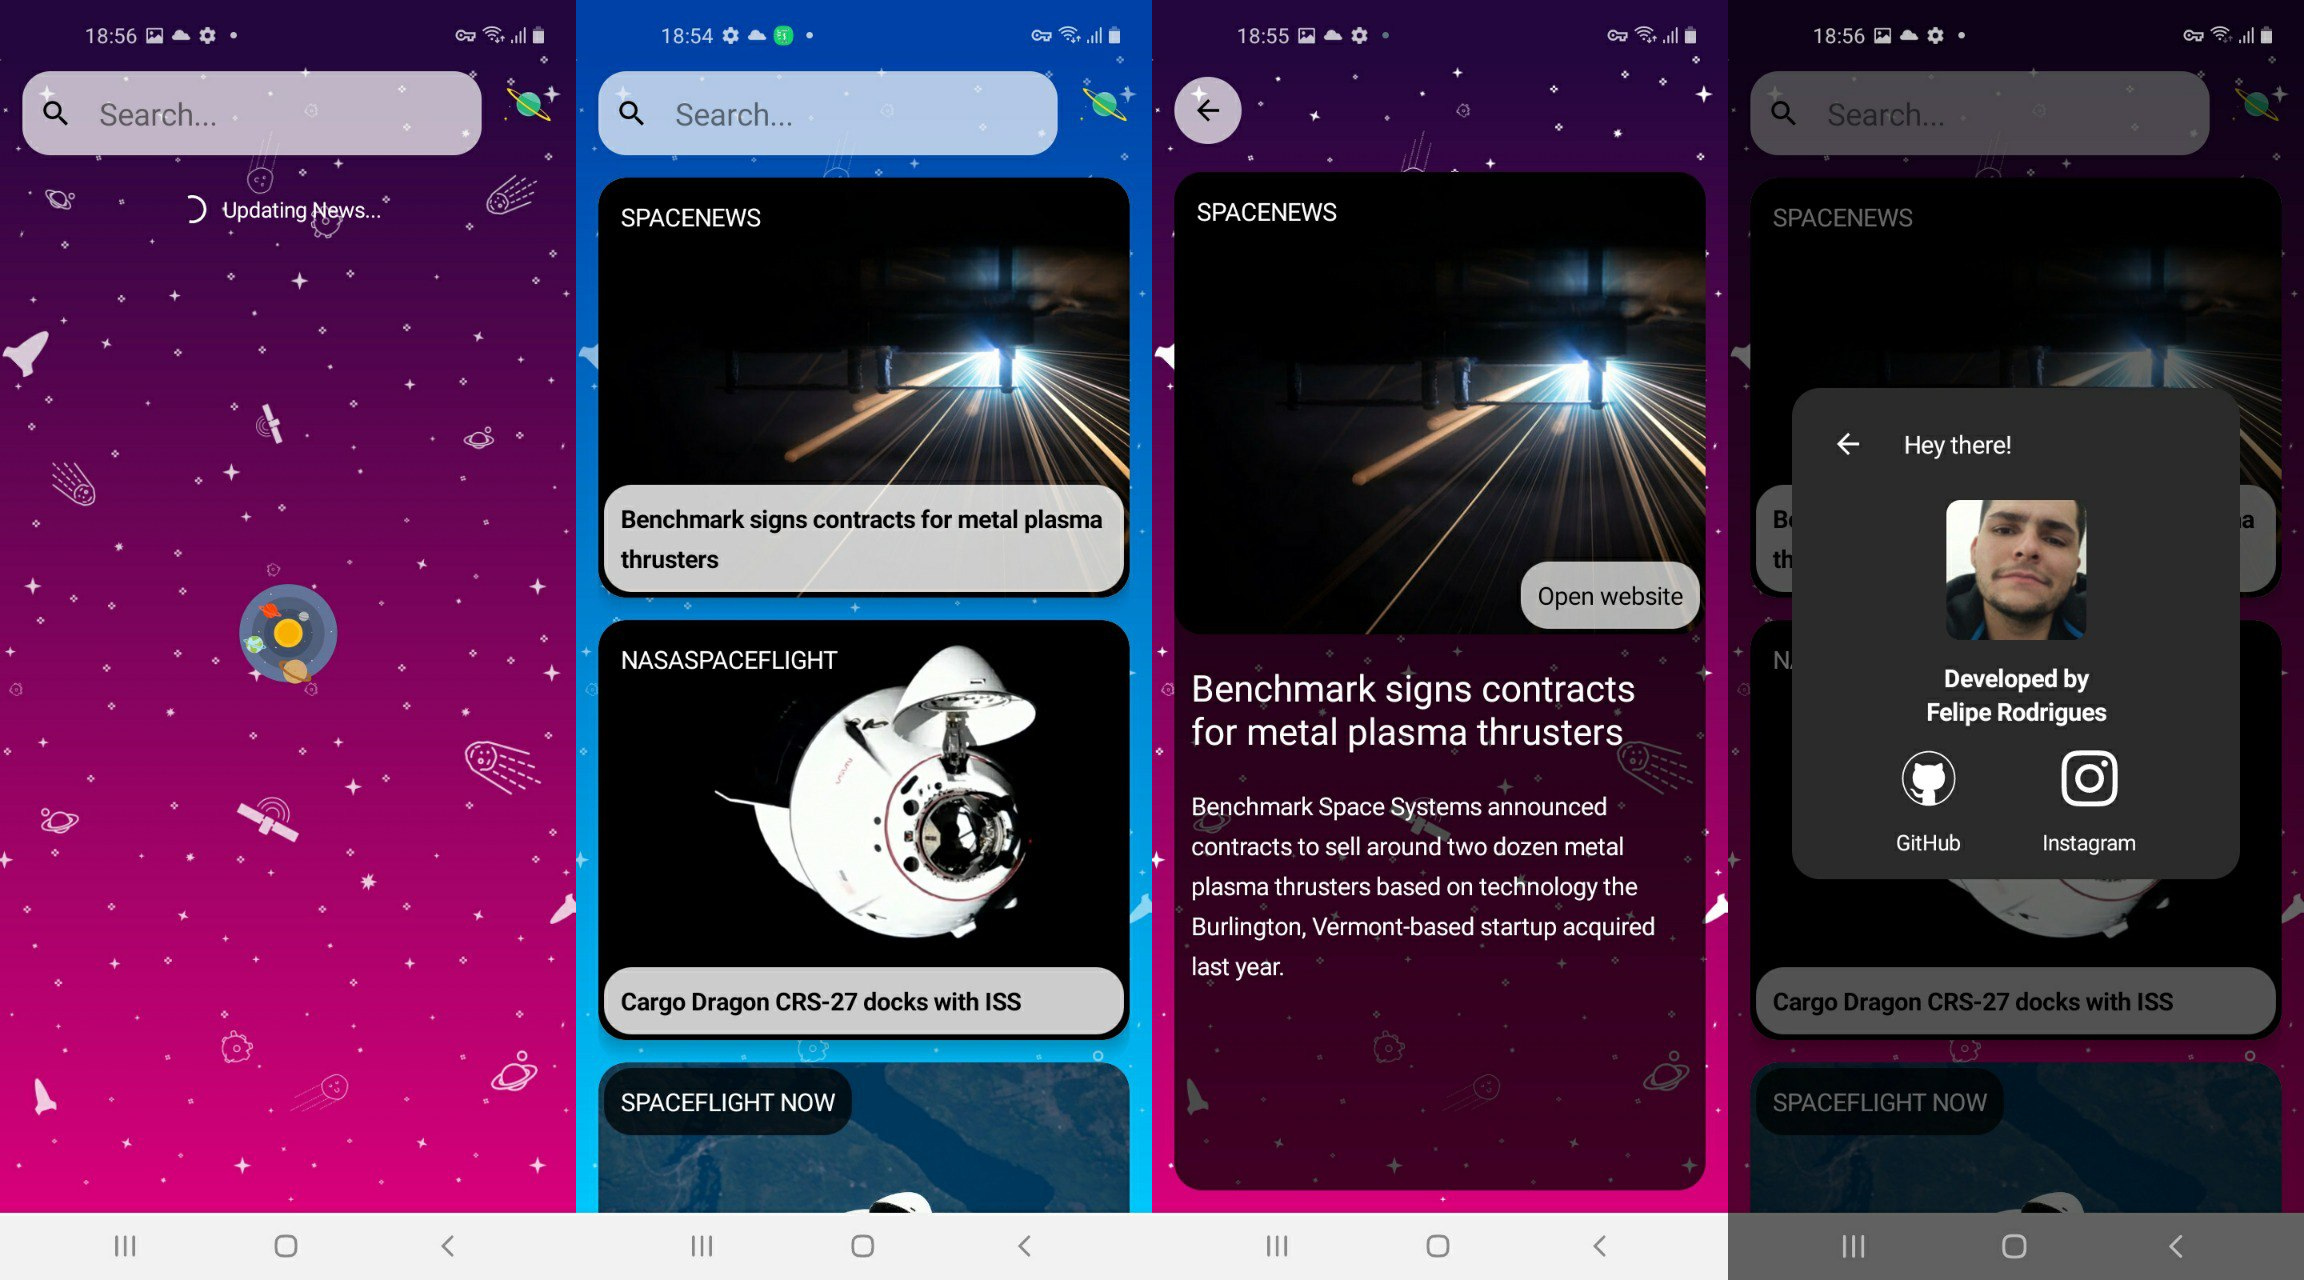 18:56
Search...
Updating News...
18:54
Search...
SPACENEWS
Benchmark signs contracts for metal plasma
thrusters
NASASPACEFLIGHT
Cargo Dragon CRS-27 docks with ISS
SPACEFLIGHT NOW
18:55
SPACENEWS
Open website
Benchmark signs contracts
for metal plasma thrusters
Benchmark Space Systems announced
contracts to sell around two dozen metal
plasma thrusters based on technology the
Burlington, Vermont-based startup acquired
last year.
18:56
Search...
SPACENEWS
Hey there!
Developed by
Felipe Rodrigues
GitHub
Instagram
Cargo Dragon CRS-27 docks with ISS
SPACEFLIGHT NOW